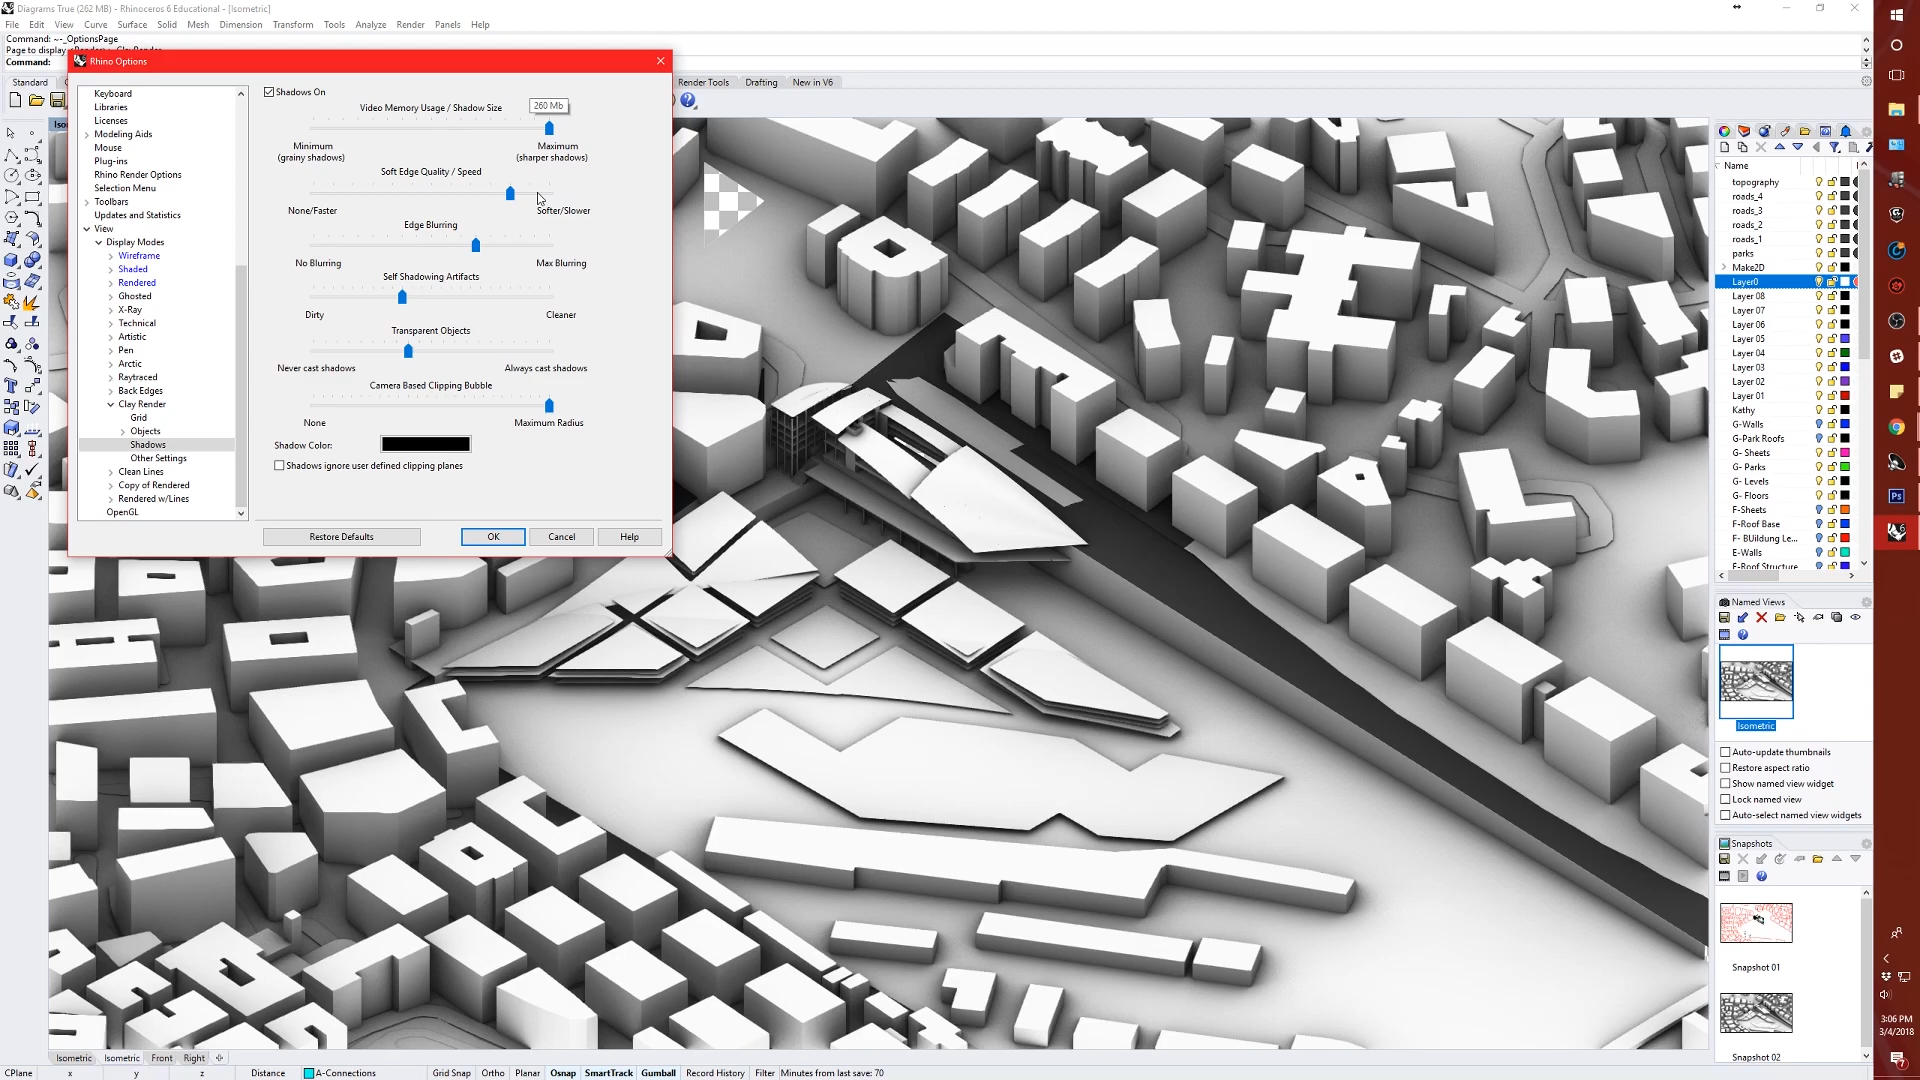 Diagrams True (262 MB) - Rhinoceros 6 Educational - [Isometric]
File Edit View Curve Surface Solid Mesh Dimension Transform Tools Analyze Render Panels Help
Command: ~-_OptionsPage
Command:
Rhino Options
Standard
Render Tools Drafting New in V6
Keyboard
Libraries
Licenses
Modeling Aids
Mouse
Plug-ins
Rhino Render Options
Selection Menu
Toolbars
Updates and Statistics
View
Display Modes
Wireframe
Shaded
Rendered
Ghosted
X-Ray
Technical
Artistic
Pen
Arctic
Raytraced
Back Edges
Clay Render
Grid
Objects
Shadows
Other Settings
Clean Lines
Copy of Rendered
Rendered w/Lines
OpenGL
Shadows On
Video Memory Usage / Shadow Size
260 Mb
Minimum
(grainy shadows)
Maximum
(sharper shadows)
Soft Edge Quality / Speed
None/Faster Softer/Slower
Edge Blurring
No Blurring Max Blurring
Self Shadowing Artifacts
Dirty Cleaner
Transparent Objects
Never cast shadows Always cast shadows
Camera Based Clipping Bubble
None Maximum Radius
Shadow Color:
Shadows ignore user defined clipping planes
Restore Defaults OK Cancel Help
Name
topography
roads_4
roads_3
roads_2
roads_1
parks
Make2D
Layer0
Layer 08
Layer 07
Layer 06
Layer 05
Layer 04
Layer 03
Layer 02
Layer 01
Kathy
G-Walls
G-Park Roofs
G- Sheets
G- Parks
G- Levels
G- Floors
F-Sheets
F-Roof Base
F- BUildung Le...
E-Walls
E-Roof Structure
Named Views
Isometric
Auto-update thumbnails
Restore aspect ratio
Show named view widget
Lock named view
Auto-select named view widgets
Snapshots
Snapshot 01
Snapshot 02
Ps
3:06 PM
3/4/2018
Isometric Isometric Front Right
CPlane x y z Distance A-Connections Grid Snap Ortho Planar Osnap SmartTrack Gumball Record History Filter Minutes from last save: 70